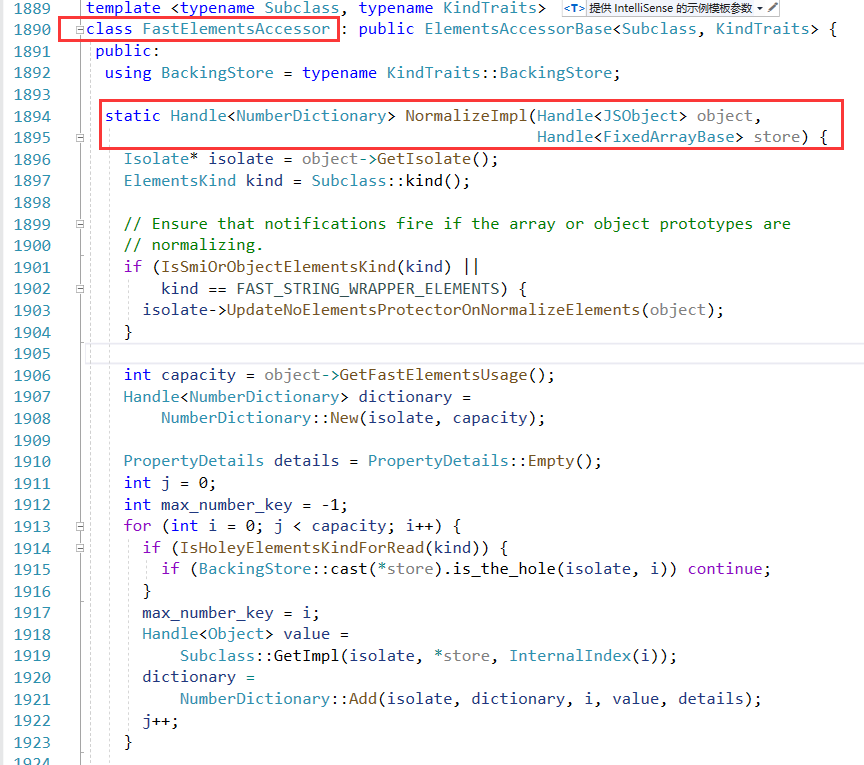 1889 template <typename Subclass, typename KindTraits> <T> 提供 IntelliSense 的示例模板参数
1890 class FastElementsAccessor : public ElementsAccessorBase<Subclass, KindTraits> {
1891 public:
1892 using BackingStore = typename KindTraits::BackingStore;
1893
1894 static Handle<NumberDictionary> NormalizeImpl(Handle<JSObject> object,
1895 Handle<FixedArrayBase> store) {
1896 Isolate* isolate = object->GetIsolate();
1897 ElementsKind kind = Subclass::kind();
1898
1899 // Ensure that notifications fire if the array or object prototypes are
1900 // normalizing.
1901 if (IsSmiOrObjectElementsKind(kind) ||
1902 kind == FAST_STRING_WRAPPER_ELEMENTS) {
1903 isolate->UpdateNoElementsProtectorOnNormalizeElements(object);
1904 }
1905
1906 int capacity = object->GetFastElementsUsage();
1907 Handle<NumberDictionary> dictionary =
1908 NumberDictionary::New(isolate, capacity);
1909
1910 PropertyDetails details = PropertyDetails::Empty();
1911 int j = 0;
1912 int max_number_key = -1;
1913 for (int i = 0; j < capacity; i++) {
1914 if (IsHoleyElementsKindForRead(kind)) {
1915 if (BackingStore::cast(*store).is_the_hole(isolate, i)) continue;
1916 }
1917 max_number_key = i;
1918 Handle<Object> value =
1919 Subclass::GetImpl(isolate, *store, InternalIndex(i));
1920 dictionary =
1921 NumberDictionary::Add(isolate, dictionary, i, value, details);
1922 j++;
1923 }
1924